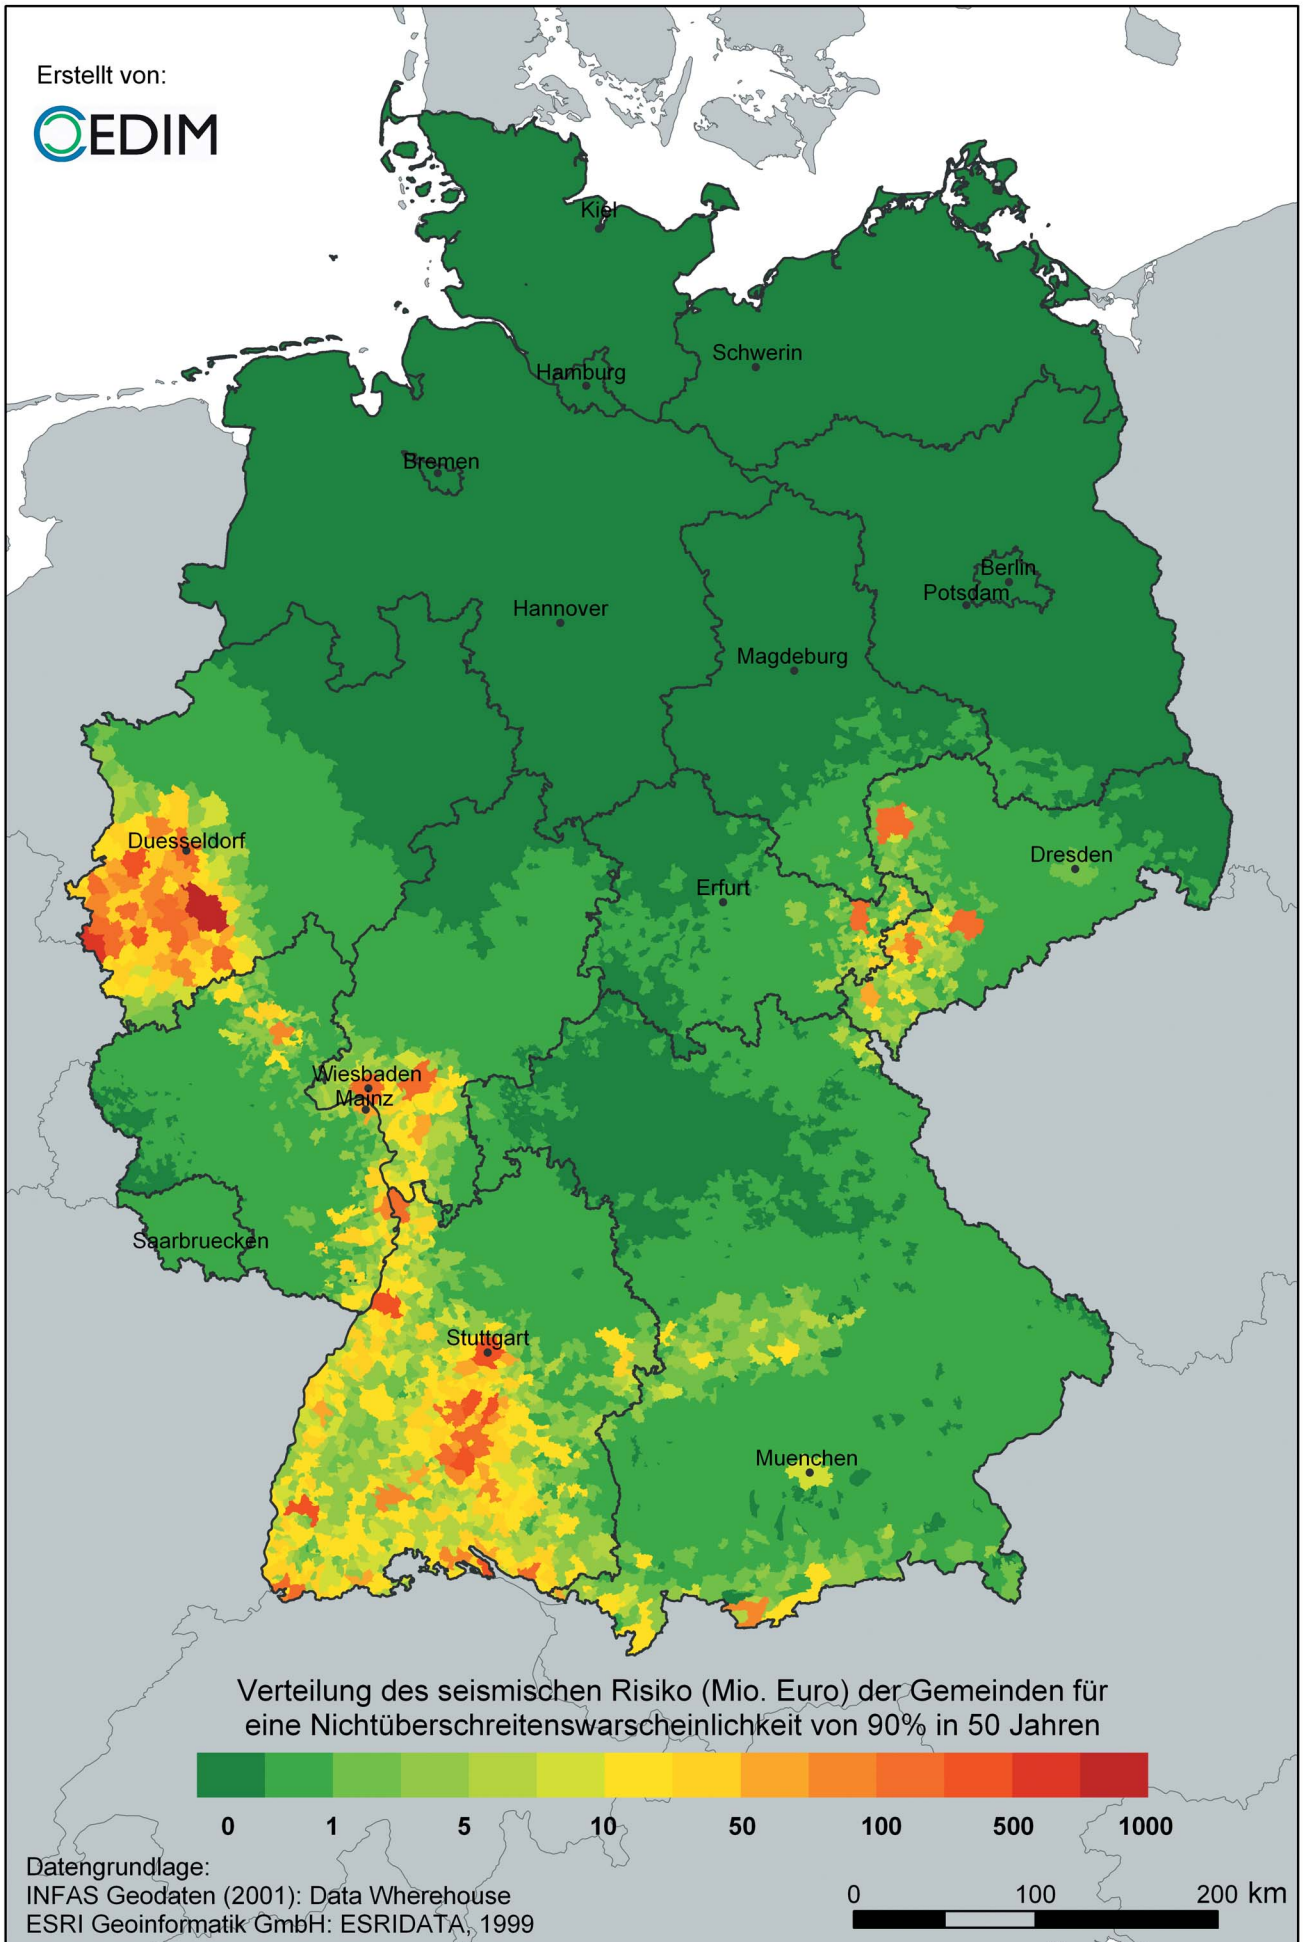 Erstellt von:
CEDIM
Kiel
Schwerin
Hamburg
Bremen
Berlin
Potsdam
Hannover
Magdeburg
Duesseldorf
Dresden
Erfurt
Wiesbaden
Mainz
Saarbruecken
Stuttgart
Muenchen
Verteilung des seismischen Risiko (Mio. Euro) der Gemeinden für
eine Nichtüberschreitenswarscheinlichkeit von 90% in 50 Jahren
0 1 5 10 50 100 500 1000
Datengrundlage:
INFAS Geodaten (2001): Data Wherehouse
ESRI Geoinformatik GmbH: ESRIDATA, 1999
0 100 200 km